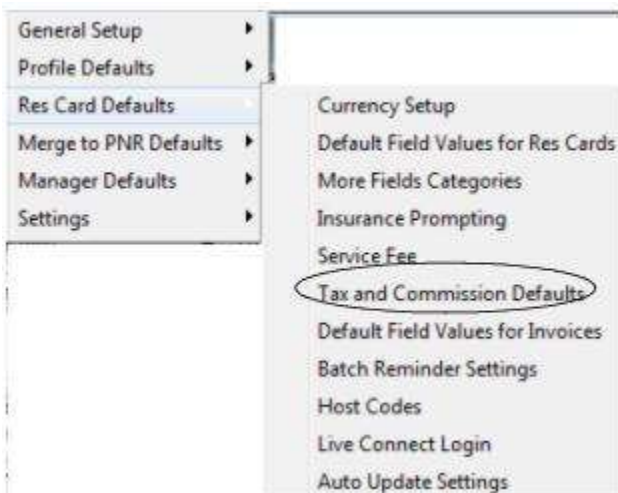 General Setup
Profile Defaults
Res Card Defaults
Merge to PNR Defaults
Manager Defaults
Settings
Currency Setup
Default Field Values for Res Cards
More Fields Categories
Insurance Prompting
Service Fee
Tax and Commission Defaults
Default Field Values for Invoices
Batch Reminder Settings
Host Codes
Live Connect Login
Auto Update Settings